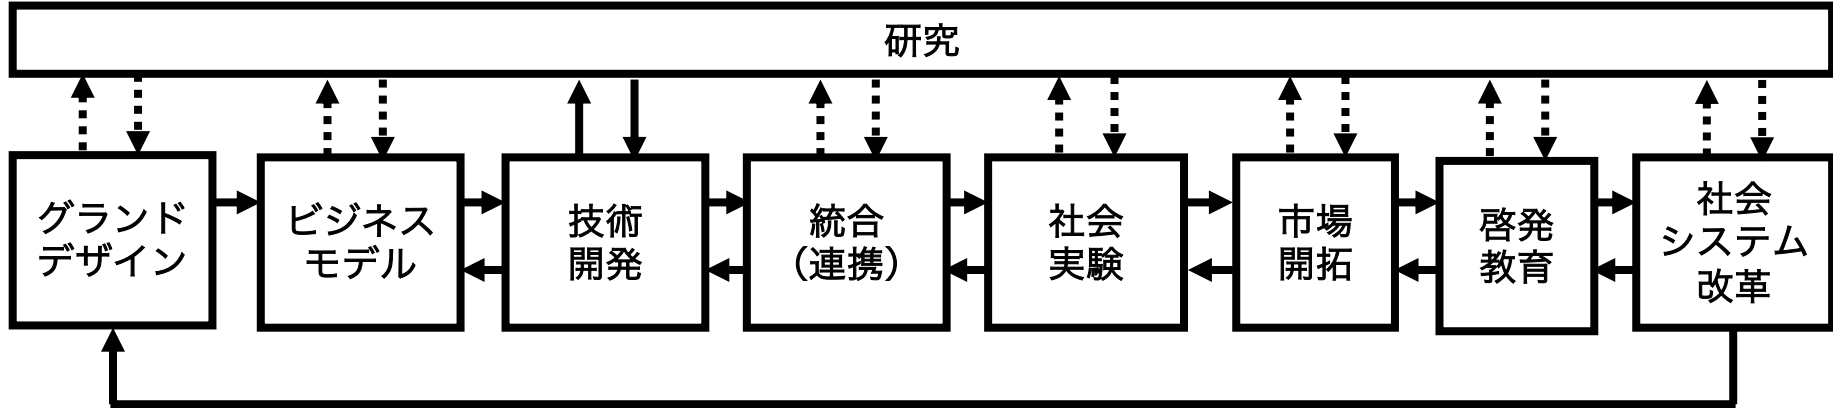 研究
グランド
デザイン
ビジネス
モデル
技術
開発
統合
（連携）
社会
実験
市場
開拓
啓発
教育
社会
システム
改革